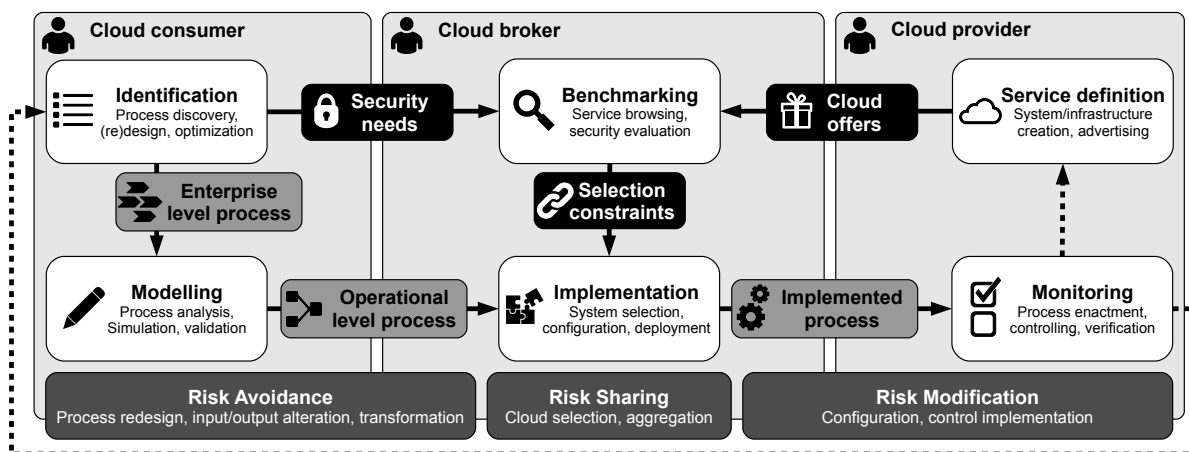 Cloud consumer
Cloud broker
Cloud provider
Identification
Process discovery,
(re)design, optimization
Security
needs
Benchmarking
Service browsing,
security evaluation
Cloud
offers
Service definition
System/infrastructure
creation, advertising
Enterprise
level process
Selection
constraints
Modelling
Process analysis,
Simulation, validation
Operational
level process
Implementation
System selection,
configuration, deployment
Implemented
process
Monitoring
Process enactment,
controlling, verification
Risk Avoidance
Process redesign, input/output alteration, transformation
Risk Sharing
Cloud selection, aggregation
Risk Modification
Configuration, control implementation